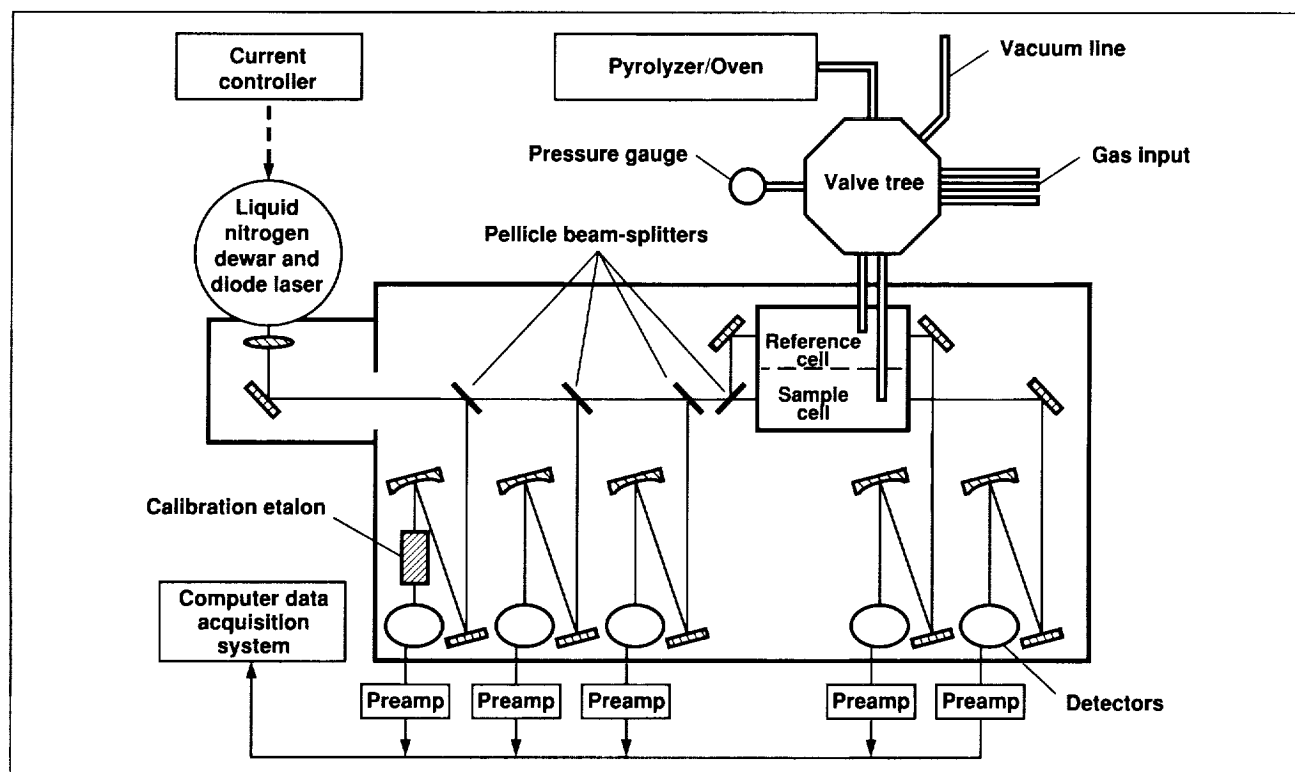 Current
controller
Pyrolyzer/Oven
Vacuum line
Pressure gauge
Valve tree
Gas input
Liquid
nitrogen
dewar and
diode laser
Pellicle beam-splitters
Reference
cell
Sample
cell
Calibration etalon
Computer data
acquisition
system
Preamp
Preamp
Preamp
Preamp
Preamp
Detectors